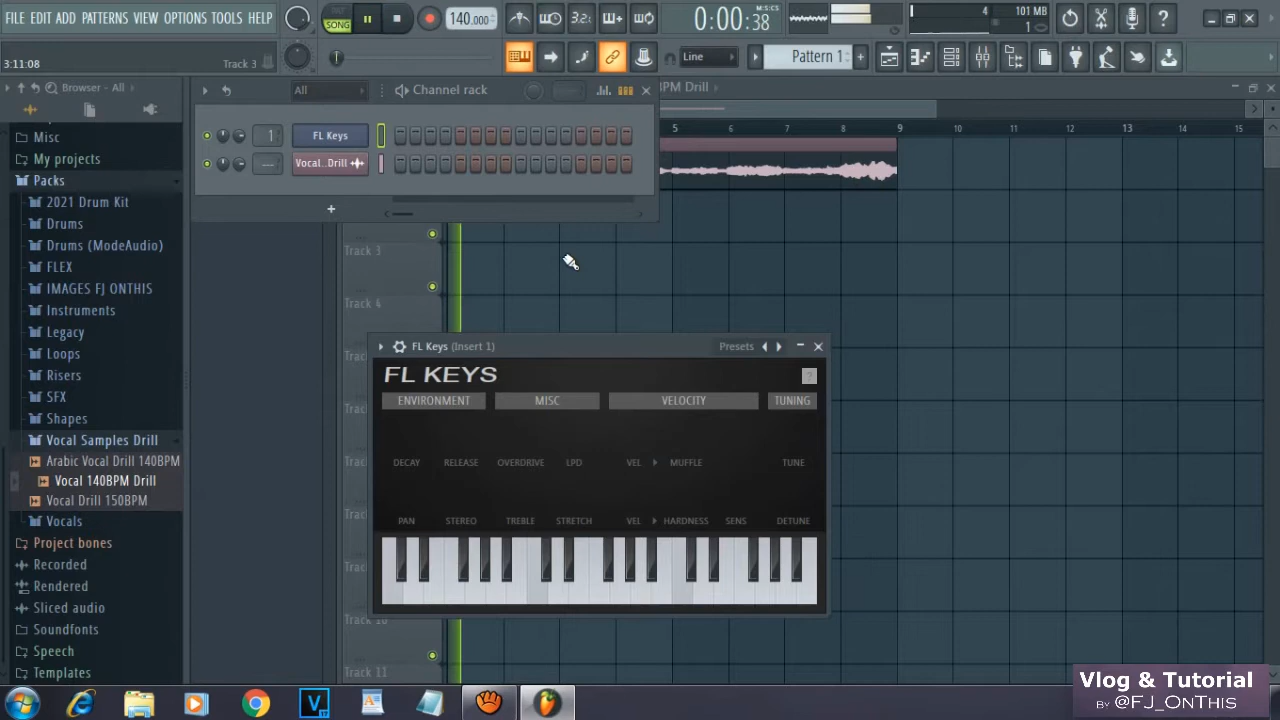 FILE EDIT ADD PATTERNS VIEW OPTIONS TOOLS HELP
SONG
140.000
3.2:
0:00:38
M:S:CS
4
101 MB
1
?
3:11:08
Track 3
Line
Pattern 1
+
Browser - All
All
Channel rack
PM Drill
Misc
My projects
Packs
2021 Drum Kit
Drums
Drums (ModeAudio)
FLEX
IMAGES FJ ONTHIS
Instruments
Legacy
Loops
Risers
SFX
Shapes
Vocal Samples Drill
Arabic Vocal Drill 140BPM
Vocal 140BPM Drill
Vocal Drill 150BPM
Vocals
Project bones
Recorded
Rendered
Sliced audio
Soundfonts
Speech
Templates
1
FL Keys
---
Vocal..Drill
+
5 6 7 8 9 10 11 12 13 14 15
Track 3
Track 4
Track 10
Track 11
FL Keys (Insert 1)
Presets
FL KEYS
?
ENVIRONMENT MISC VELOCITY TUNING
DECAY RELEASE OVERDRIVE LPD VEL MUFFLE TUNE
PAN STEREO TREBLE STRETCH VEL HARDNESS SENS DETUNE
Vlog & Tutorial
BY @FJ_OnThis